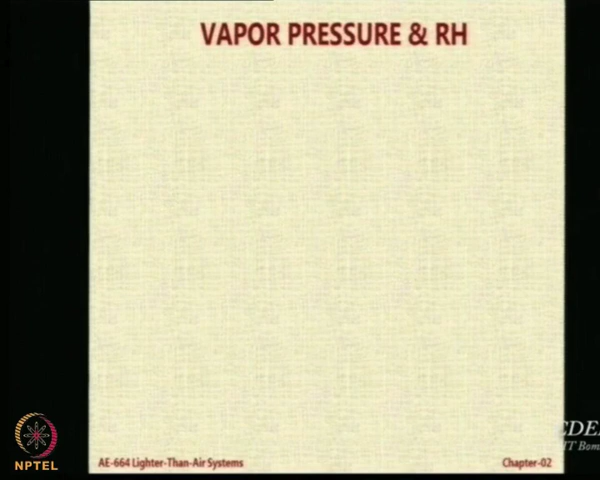 VAPOR PRESSURE & RH
CDE
IT Bom
NPTEL
AE-664 Lighter-Than-Air Systems
Chapter-02